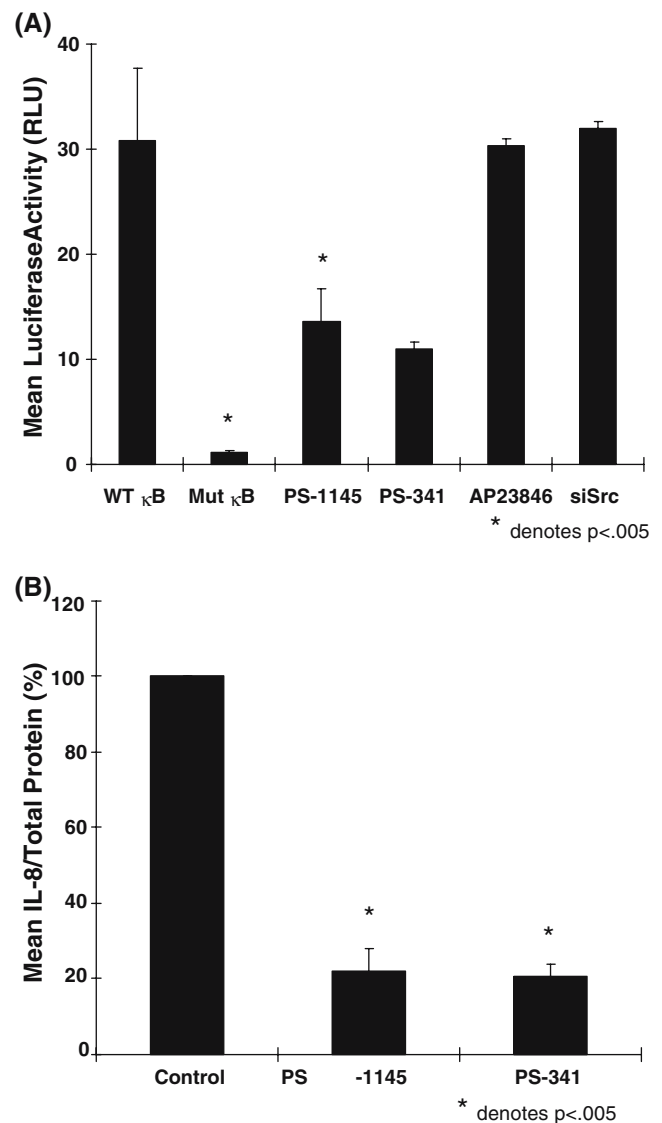 (A)
Mean LuciferaseActivity (RLU)
40
30
20
10
0
*
*
WT κB Mut κB PS-1145 PS-341 AP23846 siSrc
* denotes p<.005
(B)
Mean IL-8/Total Protein (%)
120
100
80
60
40
20
0
*
*
Control PS -1145 PS-341
* denotes p<.005